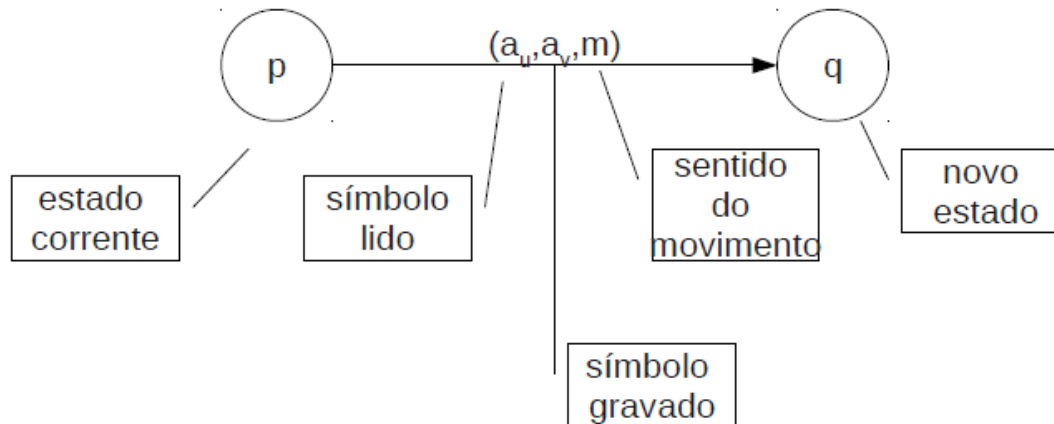 p
(a_u,a_v,m)
q
estado
corrente
símbolo
lido
sentido
do
movimento
novo
estado
símbolo
gravado